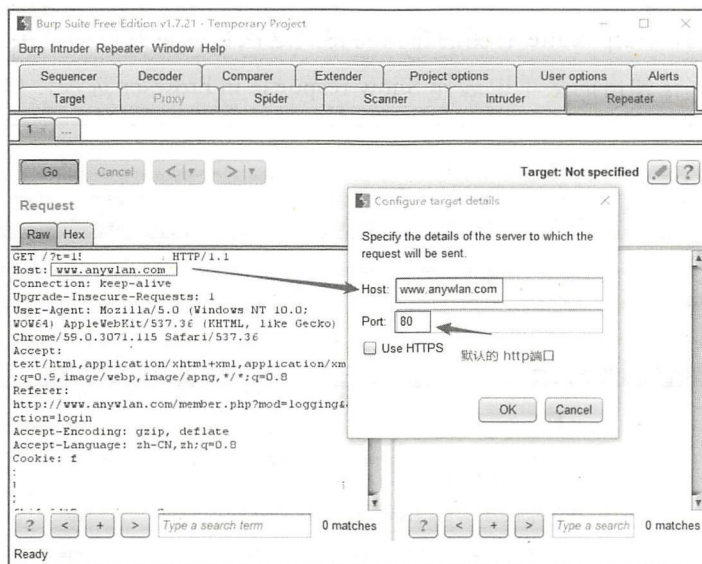 Burp Suite Free Edition v1.7.21 - Temporary Project
Burp Intruder Repeater Window Help
Sequencer Decoder Comparer Extender Project options User options Alerts
Target Proxy Spider Scanner Intruder Repeater
1 × ...
Go Cancel < > Target: Not specified ?
Request
Raw Hex
GET /?t=1 HTTP/1.1
Host: www.anywlan.com
Connection: keep-alive
Upgrade-Insecure-Requests: 1
User-Agent: Mozilla/5.0 (Windows NT 10.0;
WOW64) AppleWebKit/537.36 (KHTML, like Gecko)
Chrome/59.0.3071.115 Safari/537.36
Accept:
text/html,application/xhtml+xml,application/xm
;q=0.9,image/webp,image/apng,*/*;q=0.8
Referer:
http://www.anywlan.com/member.php?mod=logging&
ction=login
Accept-Encoding: gzip, deflate
Accept-Language: zh-CN,zh;q=0.8
Cookie: f
Configure target details
Specify the details of the server to which the
request will be sent.
Host: www.anywlan.com
Port: 80
Use HTTPS
默认的 http端口
OK Cancel
? < + > Type a search term 0 matches ? < + > Type a search 0 matches
Ready